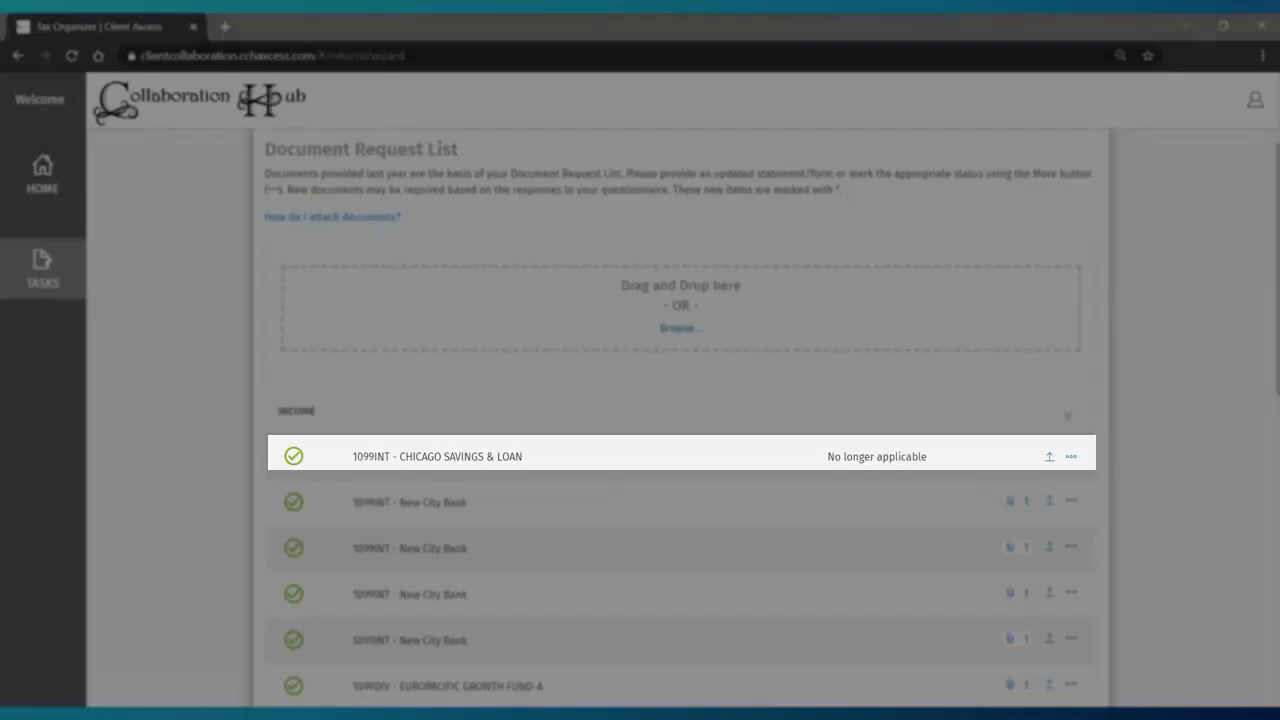 Tax Organizer | Client Axcess
clientcollaboration.cchaxcess.com/#/returns/wizard
Welcome
Collaboration Hub
HOME
TASKS
Document Request List
Documents provided last year are the basis of your Document Request List. Please provide an updated statement/form or mark the appropriate status using the More button
(•••). New documents may be required based on the responses to your questionnaire. These new items are marked with *.
How do I attach documents?
Drag and Drop here
- OR -
Browse...
INCOME
1099INT - CHICAGO SAVINGS & LOAN No longer applicable
1099INT - New City Bank 1
1099INT - New City Bank 1
1099INT - New City Bank 1
1099INT - New City Bank 1
1099DIV - EUROPACIFIC GROWTH FUND-A 1